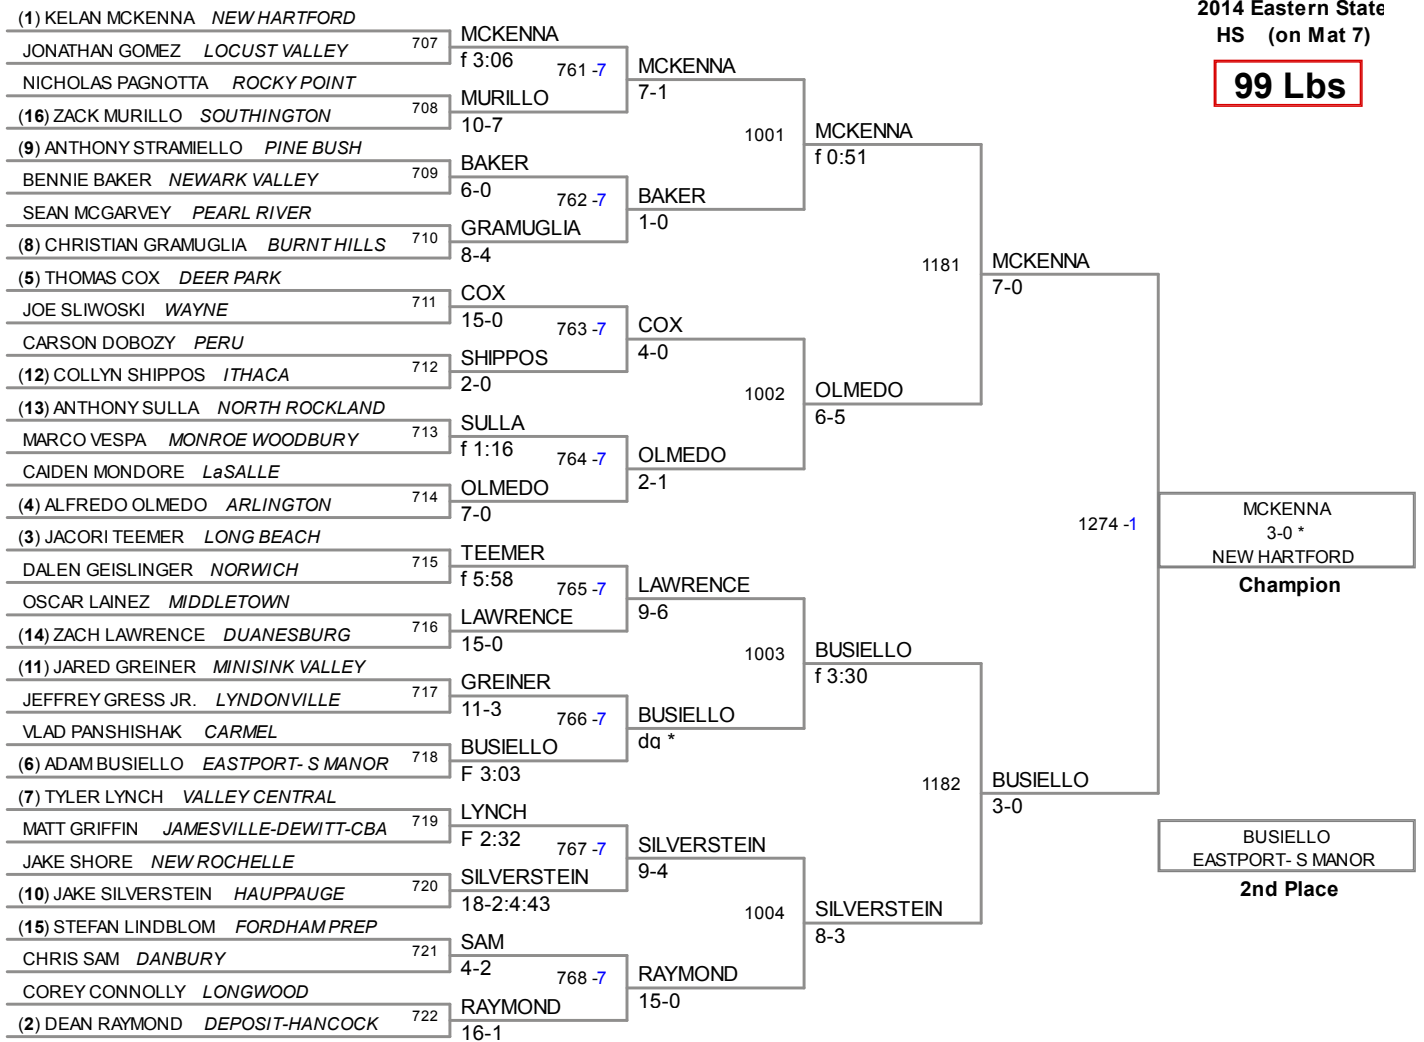 2014 Eastern State
HS (on Mat 7)
99 Lbs
(1) KELAN MCKENNA NEW HARTFORD
JONATHAN GOMEZ LOCUST VALLEY
NICHOLAS PAGNOTTA ROCKY POINT
(16) ZACK MURILLO SOUTHINGTON
(9) ANTHONY STRAMIELLO PINE BUSH
BENNIE BAKER NEWARK VALLEY
SEAN MCGARVEY PEARL RIVER
(8) CHRISTIAN GRAMUGLIA BURNT HILLS
(5) THOMAS COX DEER PARK
JOE SLIWOSKI WAYNE
CARSON DOBOZY PERU
(12) COLLYN SHIPPOS ITHACA
(13) ANTHONY SULLA NORTH ROCKLAND
MARCO VESPA MONROE WOODBURY
CAIDEN MONDORE LaSALLE
(4) ALFREDO OLMEDO ARLINGTON
(3) JACORI TEEMER LONG BEACH
DALEN GEISLINGER NORWICH
OSCAR LAINEZ MIDDLETOWN
(14) ZACH LAWRENCE DUANESBURG
(11) JARED GREINER MINISINK VALLEY
JEFFREY GRESS JR. LYNDONVILLE
VLAD PANSHISHAK CARMEL
(6) ADAM BUSIELLO EASTPORT- S MANOR
(7) TYLER LYNCH VALLEY CENTRAL
MATT GRIFFIN JAMESVILLE-DEWITT-CBA
JAKE SHORE NEW ROCHELLE
(10) JAKE SILVERSTEIN HAUPPAUGE
(15) STEFAN LINDBLOM FORDHAM PREP
CHRIS SAM DANBURY
COREY CONNOLLY LONGWOOD
(2) DEAN RAYMOND DEPOSIT-HANCOCK
707
MCKENNA
f 3:06
708
MURILLO
10-7
709
BAKER
6-0
710
GRAMUGLIA
8-4
711
COX
15-0
712
SHIPPOS
2-0
713
SULLA
f 1:16
714
OLMEDO
7-0
715
TEEMER
f 5:58
716
LAWRENCE
15-0
717
GREINER
11-3
718
BUSIELLO
F 3:03
719
LYNCH
F 2:32
720
SILVERSTEIN
18-2:4:43
721
SAM
4-2
722
RAYMOND
16-1
761 -7
MCKENNA
7-1
762 -7
BAKER
1-0
763 -7
COX
4-0
764 -7
OLMEDO
2-1
765 -7
LAWRENCE
9-6
766 -7
BUSIELLO
dq *
767 -7
SILVERSTEIN
9-4
768 -7
RAYMOND
15-0
1001
MCKENNA
f 0:51
1002
OLMEDO
6-5
1003
BUSIELLO
f 3:30
1004
SILVERSTEIN
8-3
1181
MCKENNA
7-0
1182
BUSIELLO
3-0
1274 -1
MCKENNA
3-0 *
NEW HARTFORD
Champion
BUSIELLO
EASTPORT- S MANOR
2nd Place